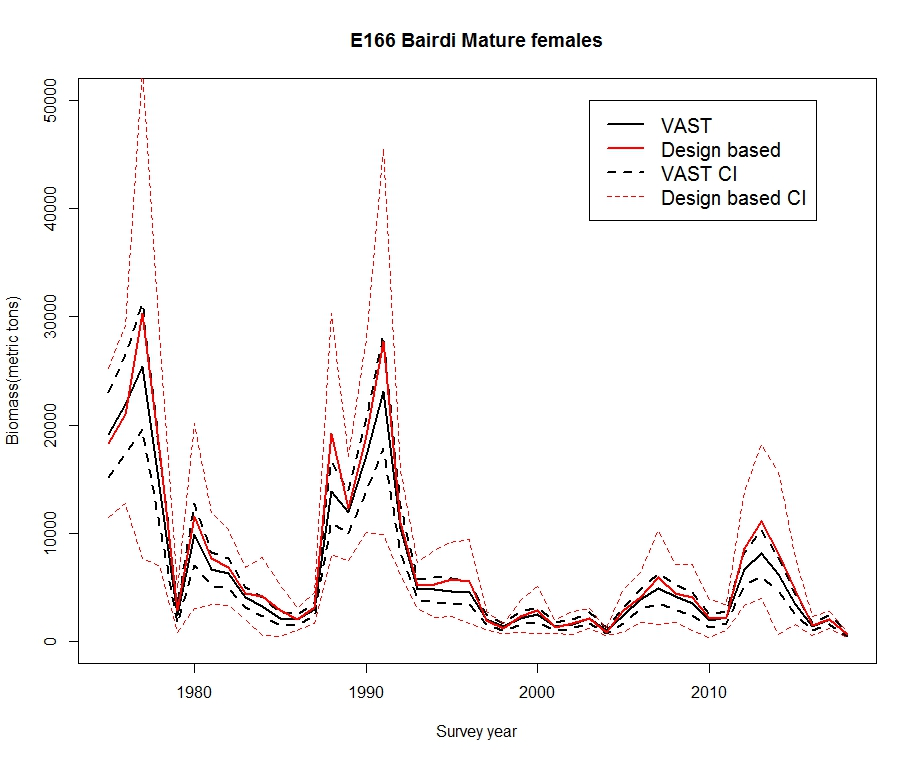 E166 Bairdi Mature females
VAST
Design based
VAST CI
Design based CI
Biomass(metric tons)
50000
40000
30000
20000
10000
0
1980 1990 2000 2010
Survey year